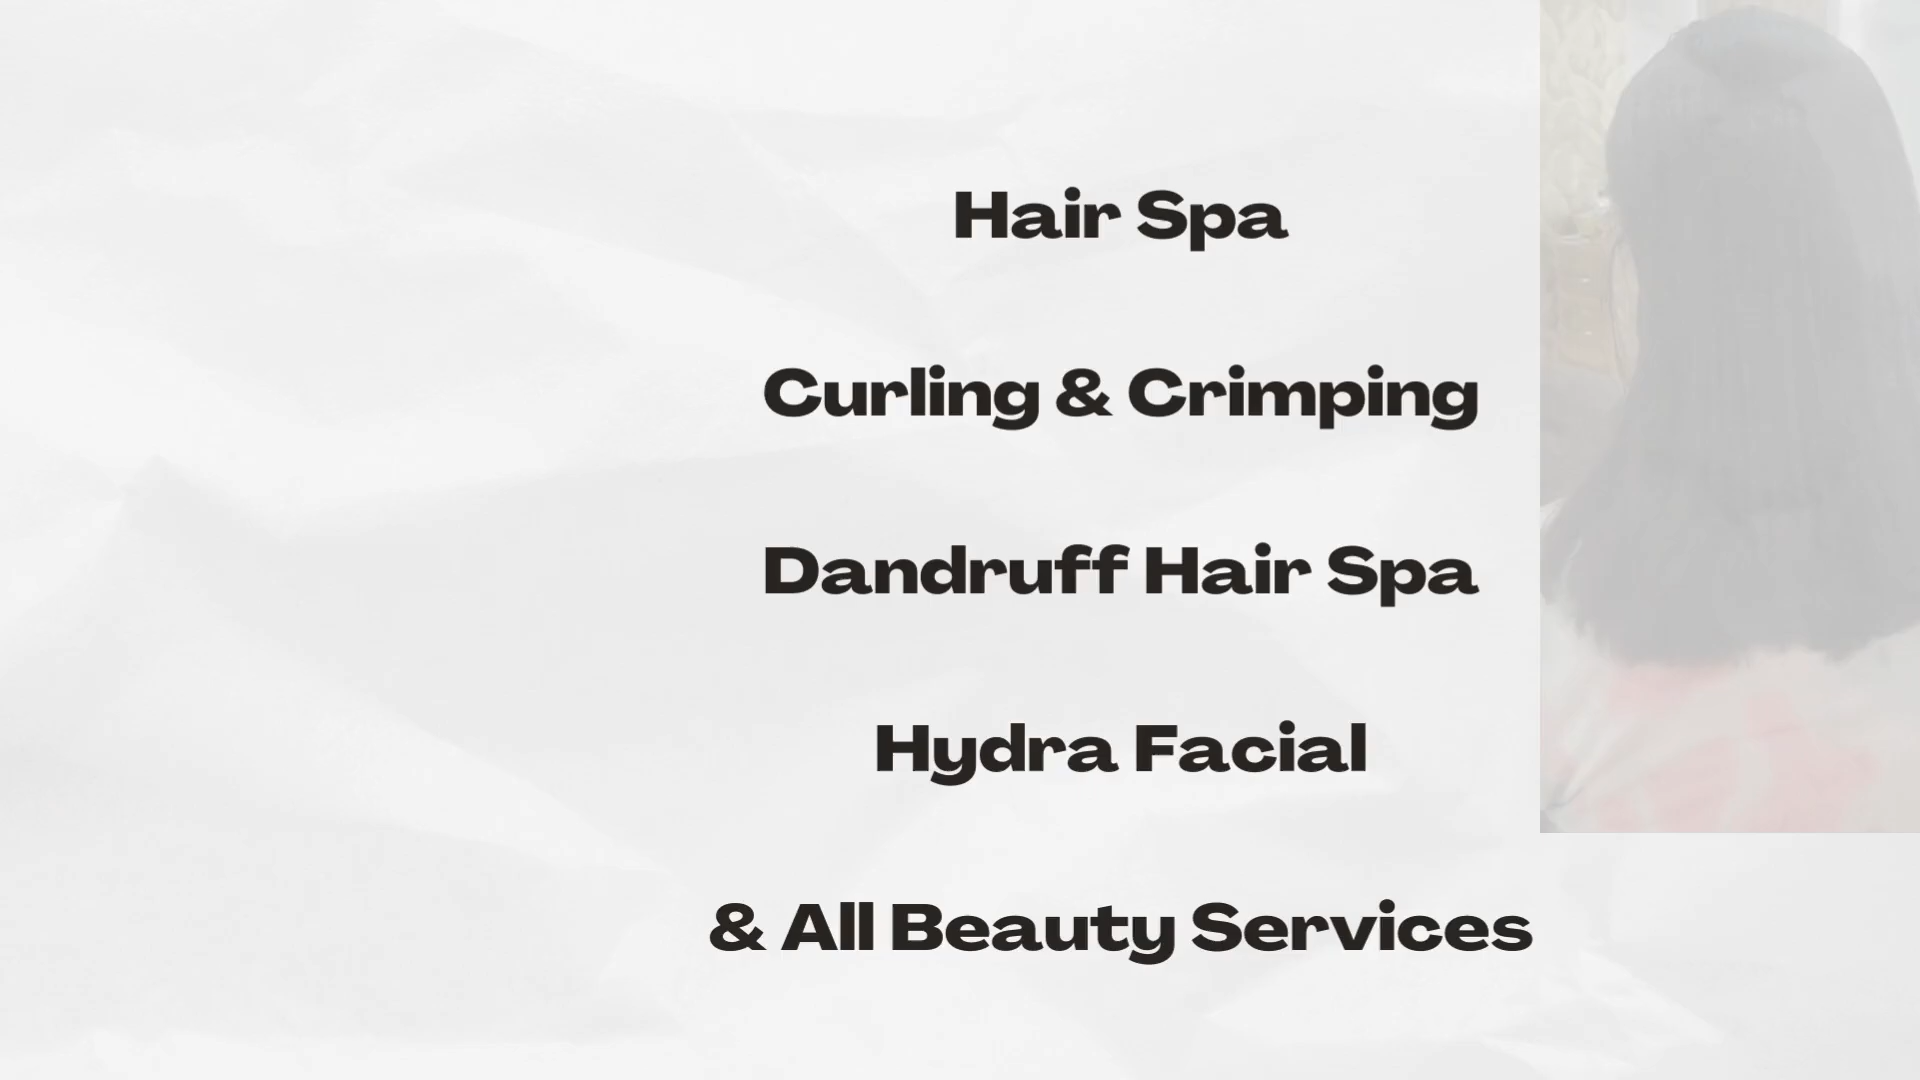 Hair Spa
Curling & Crimping
Dandruff Hair Spa
Hydra Facial
& All Beauty Services